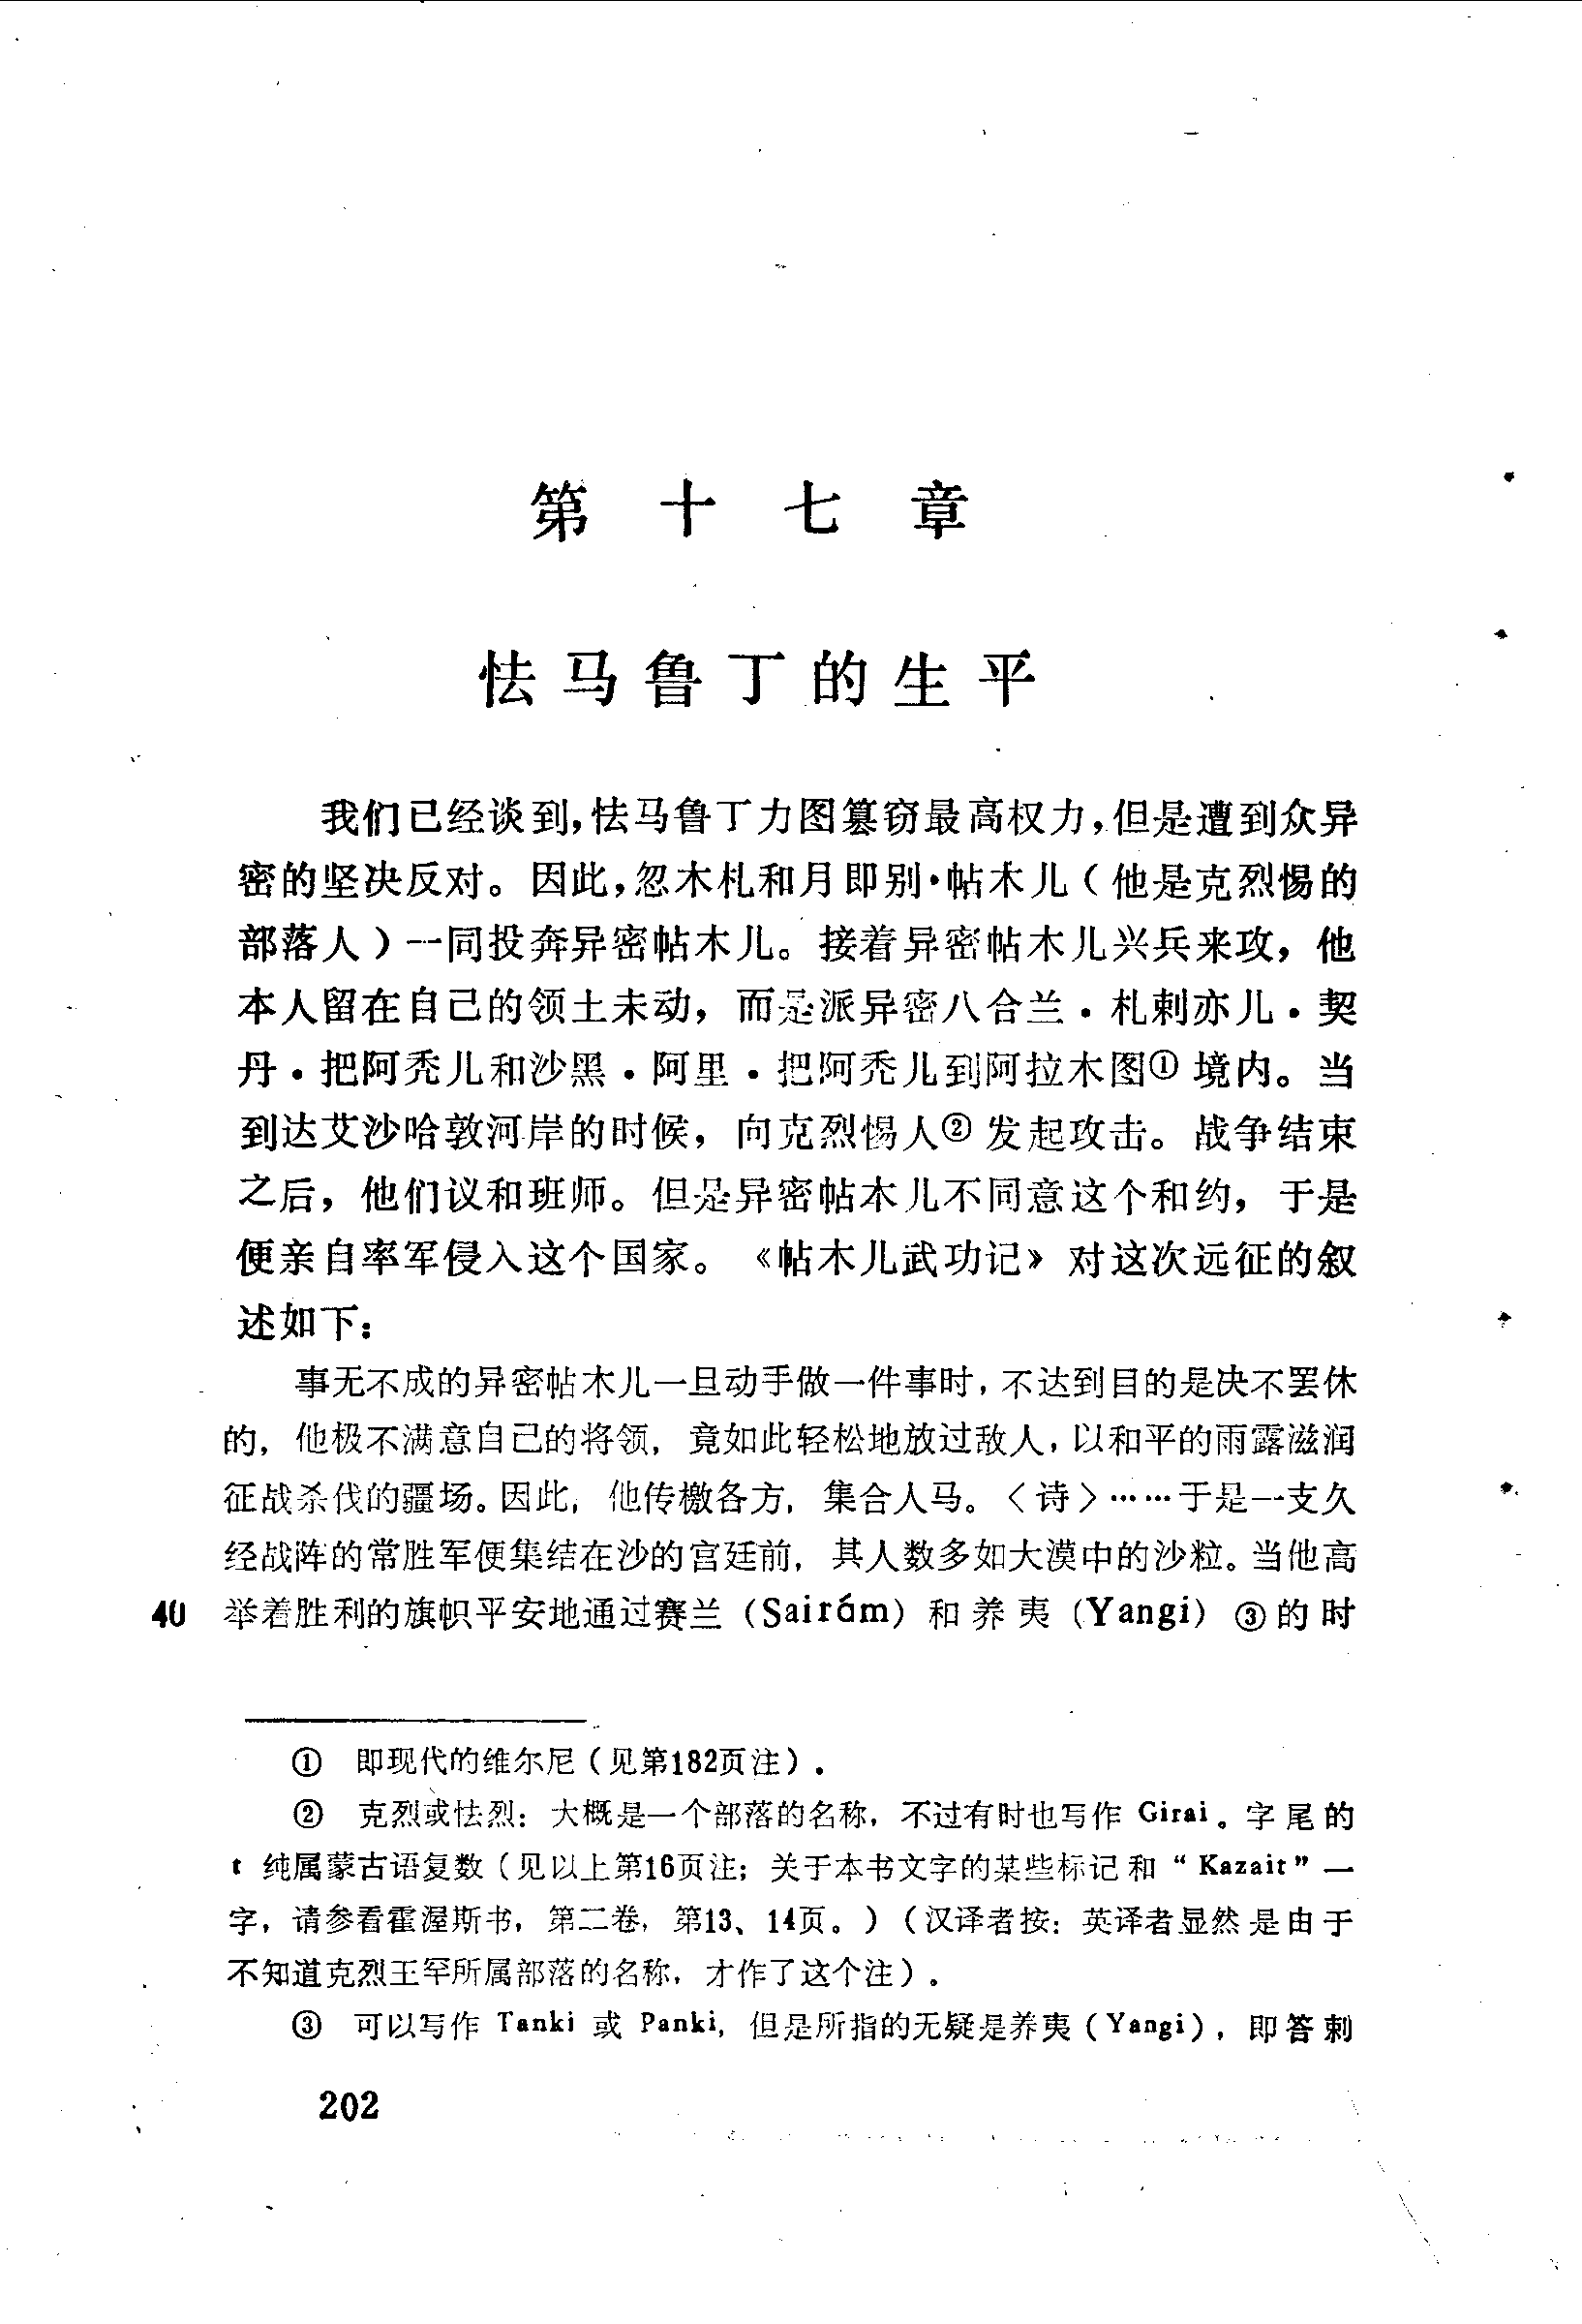 第十七章
怯马鲁丁的生平
我们已经谈到,怯马鲁丁力图篡窃最高权力,但是遭到众异
密的坚决反对。因此,忽木札和月即别·帖木儿（他是克烈惕的
部落人）一同投奔异密帖木儿。接着异密帖木儿兴兵来攻，他
本人留在自己的领土未动，而是派异密八合兰·札剌亦儿·契
丹·把阿秃儿和沙黑·阿里·把阿秃儿到阿拉木图①境内。当
到达艾沙哈敦河岸的时候，向克烈惕人②发起攻击。战争结束
之后，他们议和班师。但是异密帖木儿不同意这个和约，于是
便亲自率军侵入这个国家。《帖木儿武功记》对这次远征的叙
述如下：
事无不成的异密帖木儿一旦动手做一件事时，不达到目的是决不罢休
的，他极不满意自己的将领，竟如此轻松地放过敌人，以和平的雨露滋润
征战杀伐的疆场。因此，他传檄各方，集合人马。〈诗〉……于是一支久
经战阵的常胜军便集结在沙的宫廷前，其人数多如大漠中的沙粒。当他高
40 举着胜利的旗帜平安地通过赛兰（Sairám）和养夷（Yangi）③的时
① 即现代的维尔尼（见第182页注）.
② 克烈或怯烈：大概是一个部落的名称，不过有时也写作 Girai。字尾的
t 纯属蒙古语复数（见以上第16页注；关于本书文字的某些标记和“Kazait”一
字，请参看霍渥斯书，第二卷，第13、14页。）（汉译者按：英译者显然是由于
不知道克烈王罕所属部落的名称，才作了这个注）.
③ 可以写作 Tanki 或 Panki，但是所指的无疑是养夷（Yangi），即答剌
202